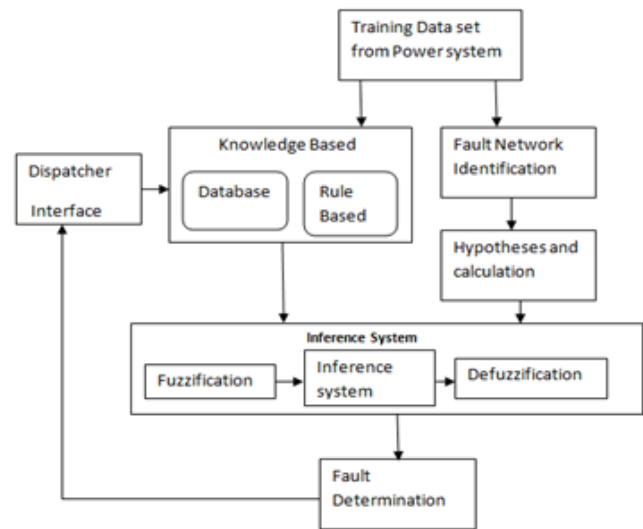 Training Data set
from Power system
Knowledge Based
Database
Rule
Based
Fault Network
Identification
Dispatcher
Interface
Hypotheses and
calculation
Inference System
Fuzzification
Inference
system
Defuzzification
Fault
Determination